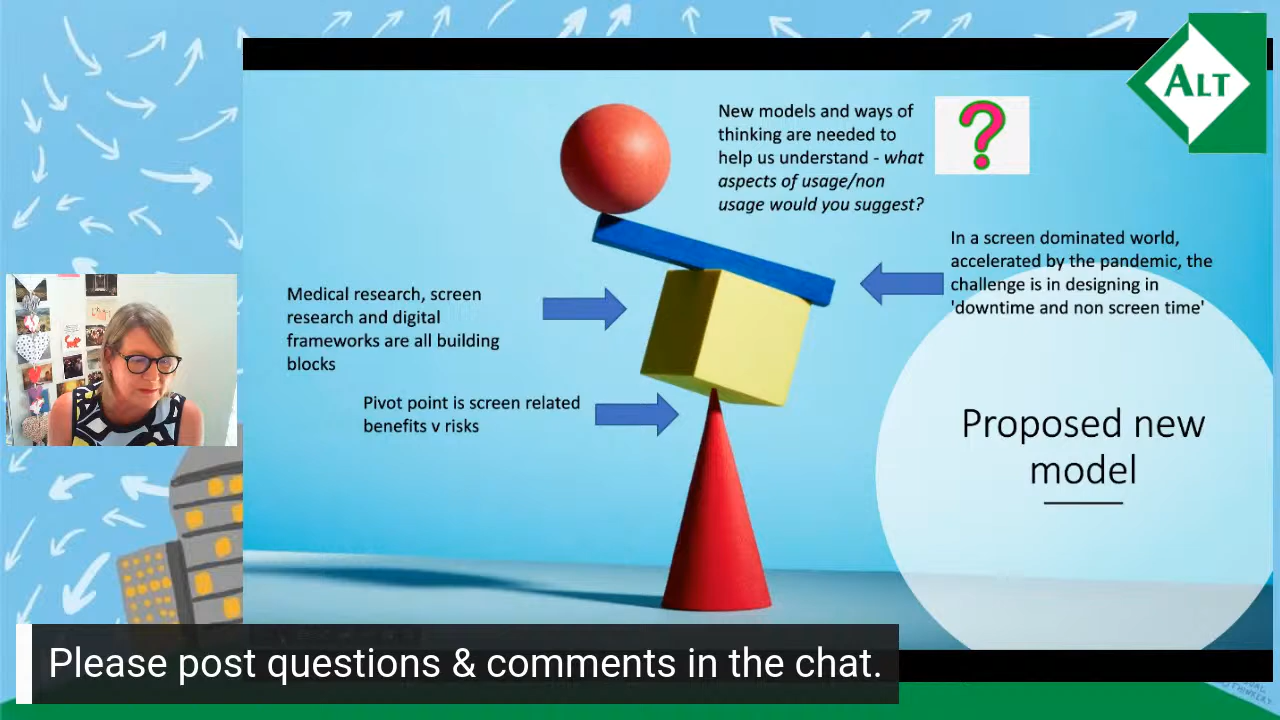 ALT
New models and ways of
thinking are needed to
help us understand - what
aspects of usage/non
usage would you suggest?
In a screen dominated world,
accelerated by the pandemic, the
challenge is in designing in
'downtime and non screen time'
Medical research, screen
research and digital
frameworks are all building
blocks
Pivot point is screen related
benefits v risks
Proposed new
model
Please post questions & comments in the chat.